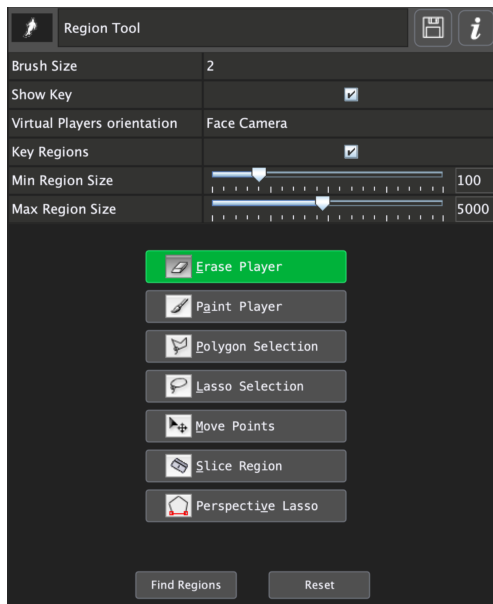 Region Tool
Brush Size 2
Show Key
Virtual Players orientation Face Camera
Key Regions
Min Region Size 100
Max Region Size 5000
Erase Player
Paint Player
Polygon Selection
Lasso Selection
Move Points
Slice Region
Perspective Lasso
Find Regions Reset